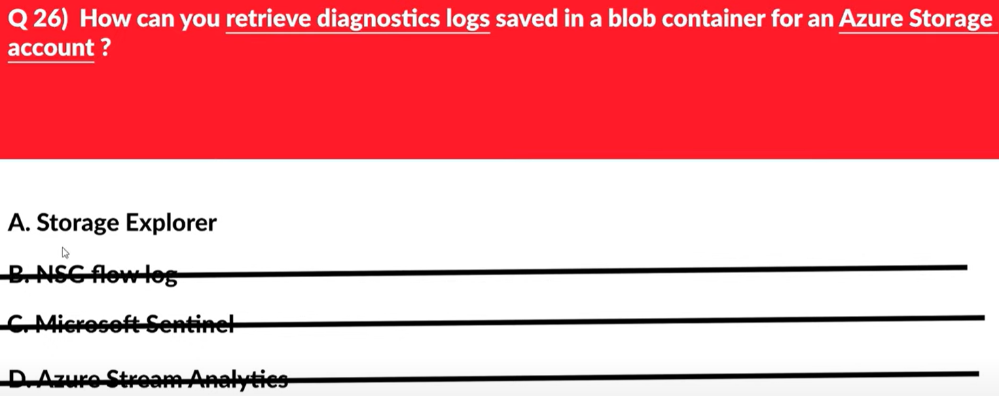 Q 26) How can you retrieve diagnostics logs saved in a blob container for an Azure Storage
account ?
A. Storage Explorer
B. NSG flow log
C. Microsoft Sentinel
D. Azure Stream Analytics